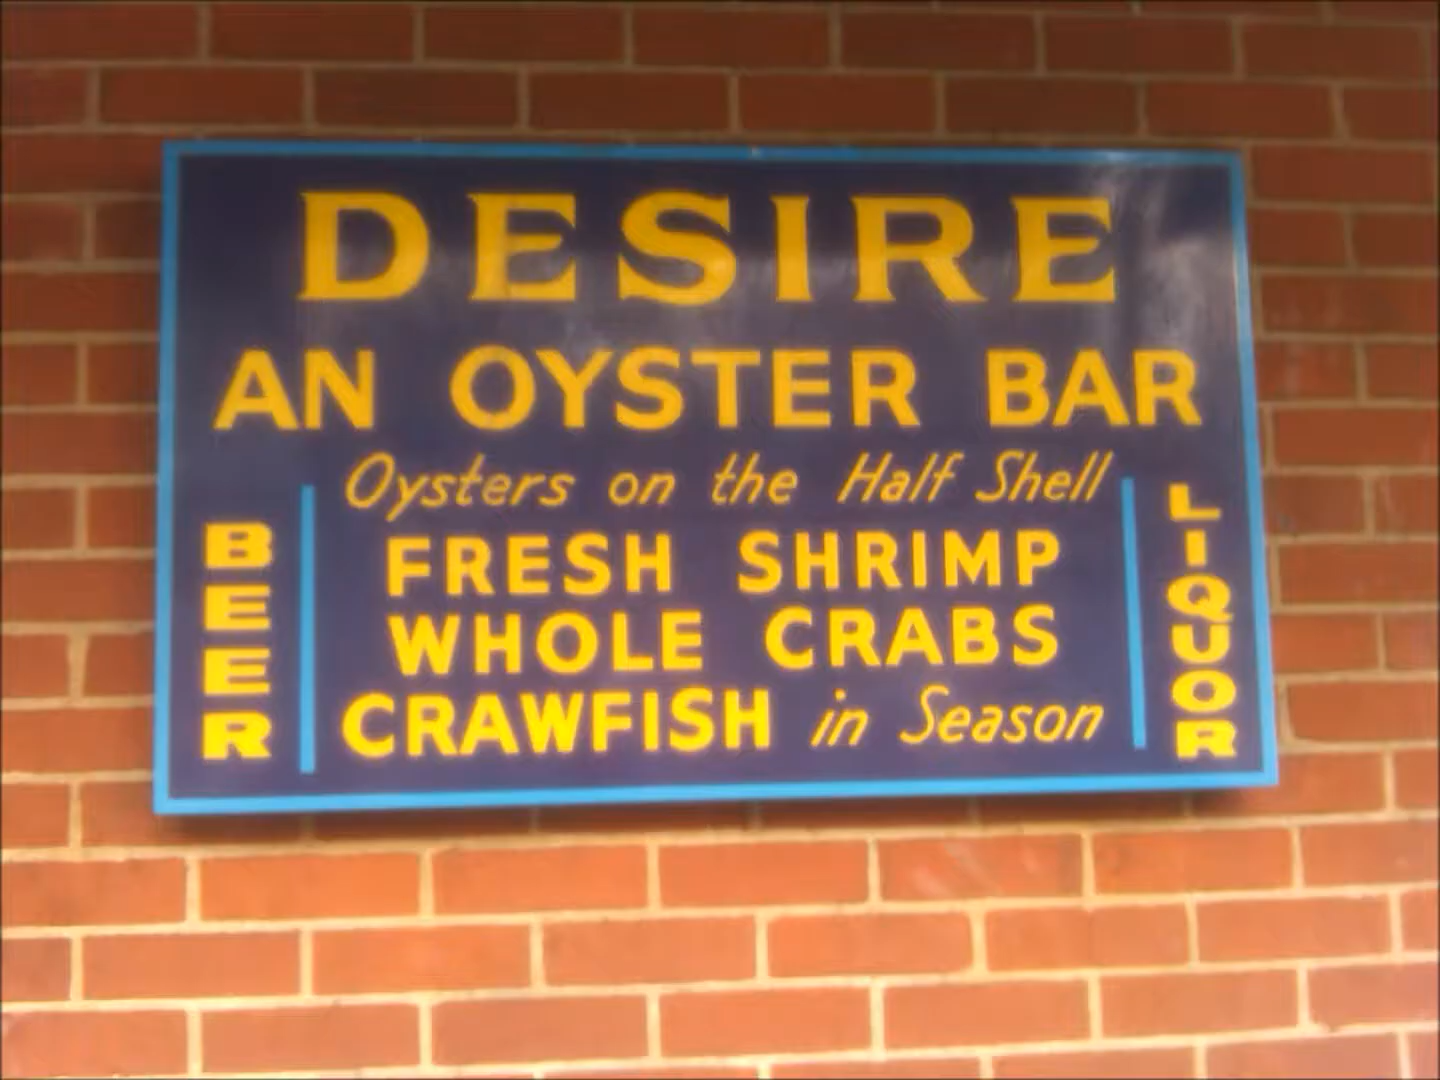 DESIRE
AN OYSTER BAR
Oysters on the Half Shell
FRESH SHRIMP
WHOLE CRABS
CRAWFISH in Season
BEER
LIQUOR